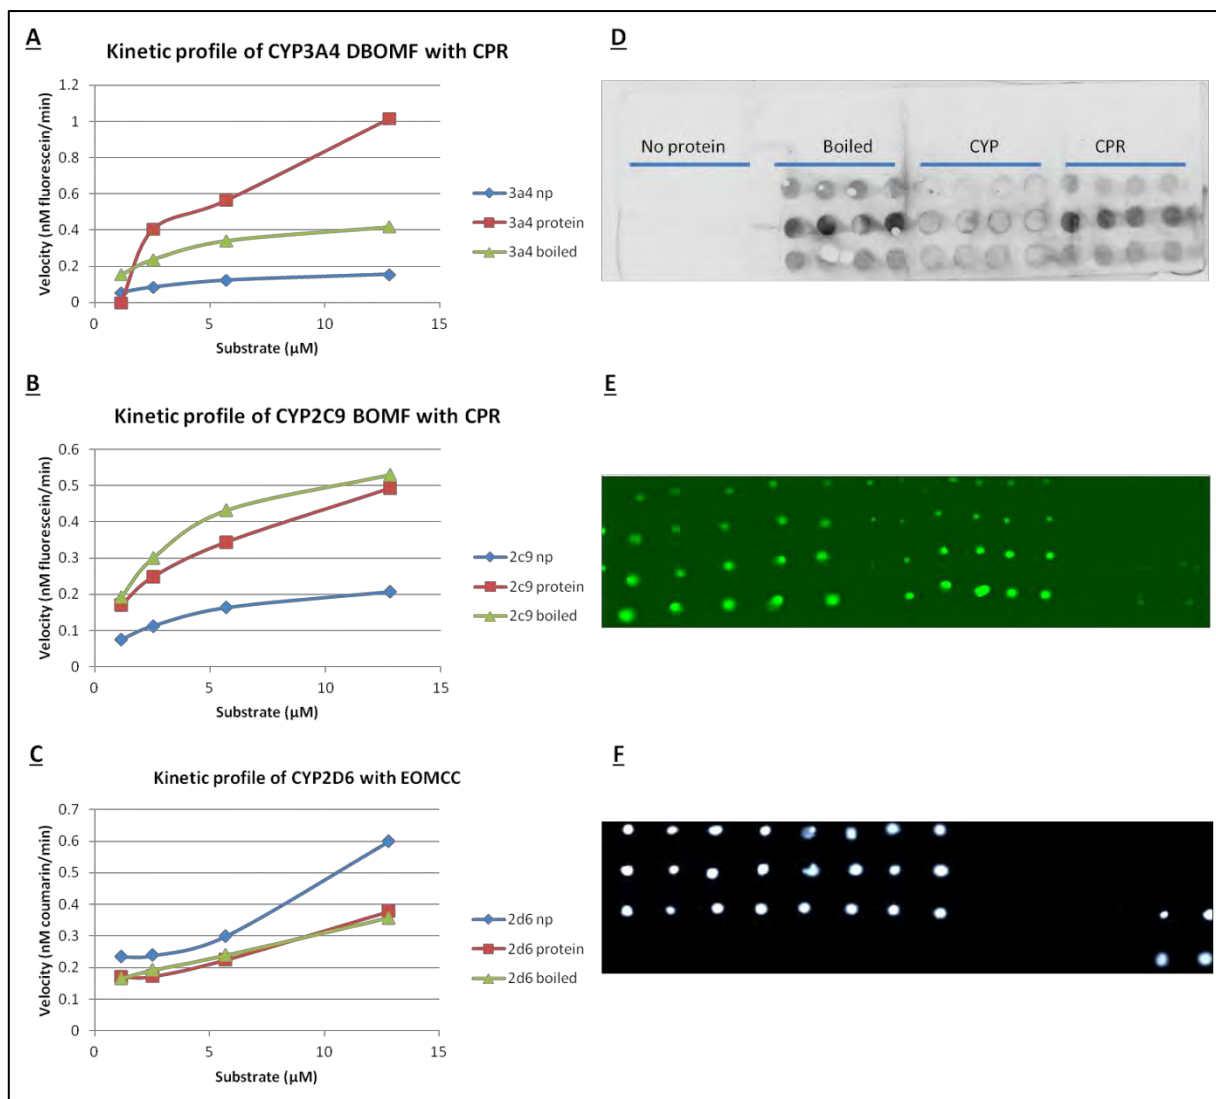 A
Kinetic profile of CYP3A4 DBOMF with CPR
Velocity (nM fluorescein/min)
1.2
1
0.8
0.6
0.4
0.2
0
0 5 10 15
Substrate (µM)
3a4 np
3a4 protein
3a4 boiled
B
Kinetic profile of CYP2C9 BOMF with CPR
Velocity (nM fluorescein/min)
0.6
0.5
0.4
0.3
0.2
0.1
0
0 5 10 15
Substrate (µM)
2c9 np
2c9 protein
2c9 boiled
C
Kinetic profile of CYP2D6 with EOMCC
Velocity (nM coumarin/min)
0.7
0.6
0.5
0.4
0.3
0.2
0.1
0
0 5 10 15
Substrate (µM)
2d6 np
2d6 protein
2d6 boiled
D
No protein Boiled CYP CPR
E
F